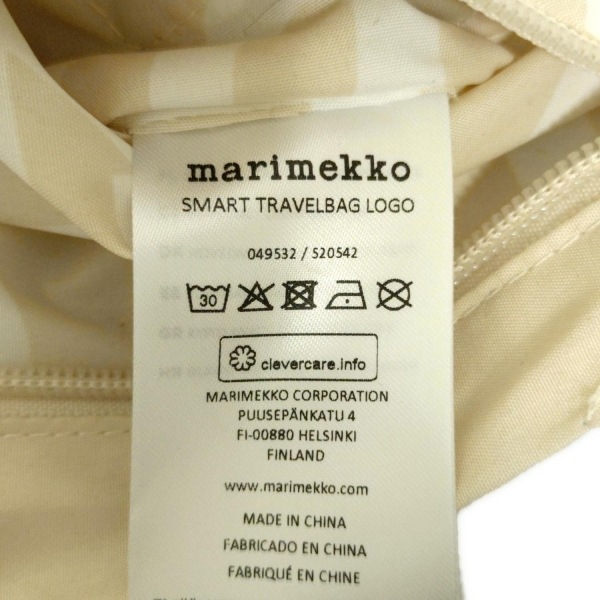 marimekko
SMART TRAVELBAG LOGO
049532 / 520542
30
clevercare.info
MARIMEKKO CORPORATION
PUUSEPÄNKATU 4
FI-00880 HELSINKI
FINLAND
www.marimekko.com
MADE IN CHINA
FABRICADO EN CHINA
FABRIQUÉ EN CHINE